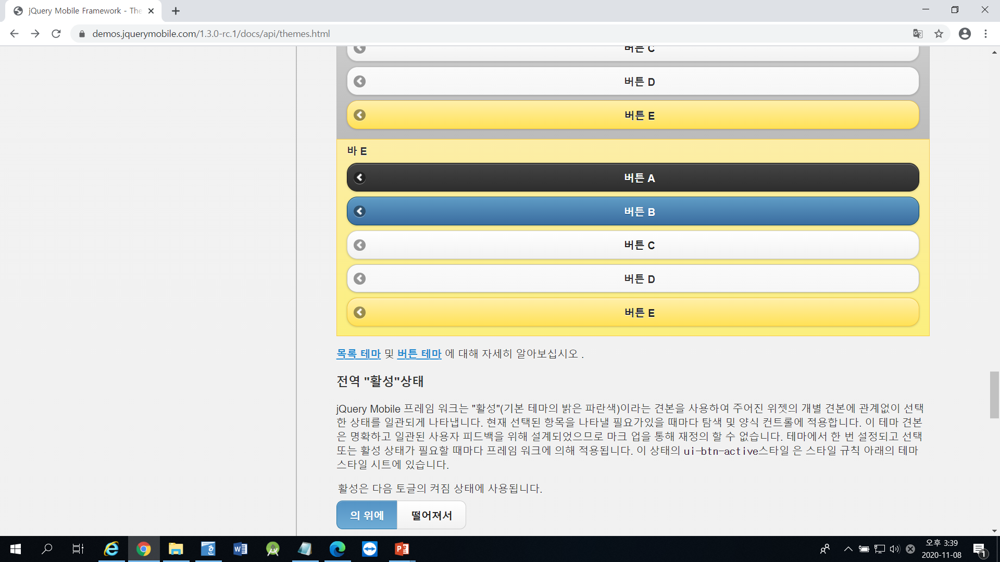 jQuery Mobile Framework - The
demos.jquerymobile.com/1.3.0-rc.1/docs/api/themes.html
버튼 C
버튼 D
버튼 E
바 E
버튼 A
버튼 B
버튼 C
버튼 D
버튼 E
목록 테마 및 버튼 테마 에 대해 자세히 알아보십시오 .
전역 "활성"상태
jQuery Mobile 프레임 워크는 "활성"(기본 테마의 밝은 파란색)이라는 견본을 사용하여 주어진 위젯의 개별 견본에 관계없이 선택
한 상태를 일관되게 나타냅니다. 현재 선택된 항목을 나타낼 필요가있을 때마다 탐색 및 양식 컨트롤에 적용합니다. 이 테마 견본
은 명확하고 일관된 사용자 피드백을 위해 설계되었으므로 마크 업을 통해 재정의 할 수 없습니다. 테마에서 한 번 설정되고 선택
또는 활성 상태가 필요할 때마다 프레임 워크에 의해 적용됩니다. 이 상태의 ui-btn-active스타일 은 스타일 규칙 아래의 테마
스타일 시트에 있습니다.
활성은 다음 토글의 켜짐 상태에 사용됩니다.
의 위에 떨어져서
오후 3:39
2020-11-08
1